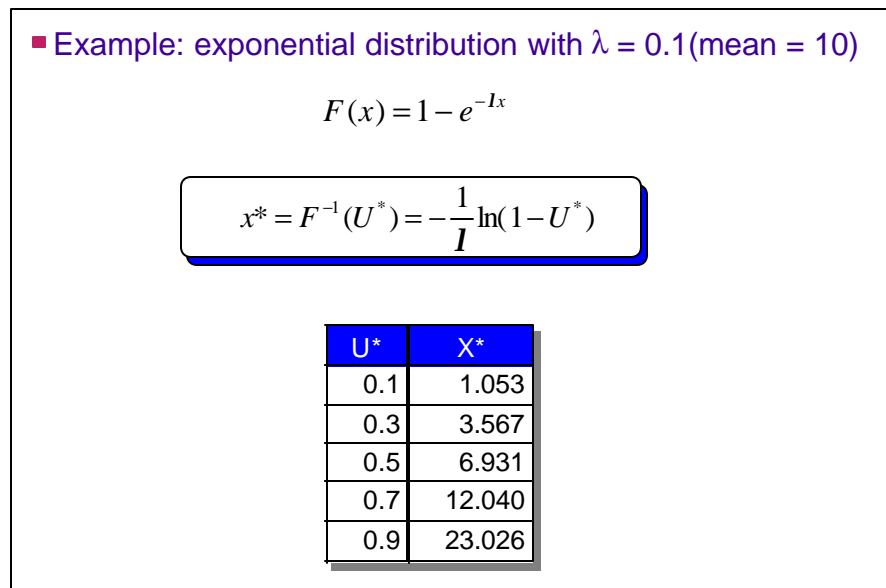 Example: exponential distribution with λ = 0.1(mean = 10)
F(x) = 1 − e^{−lx}
x* = F^{−1}(U^{*}) = −\frac{1}{l} ln(1 − U^{*})
U* X*
0.1 1.053
0.3 3.567
0.5 6.931
0.7 12.040
0.9 23.026